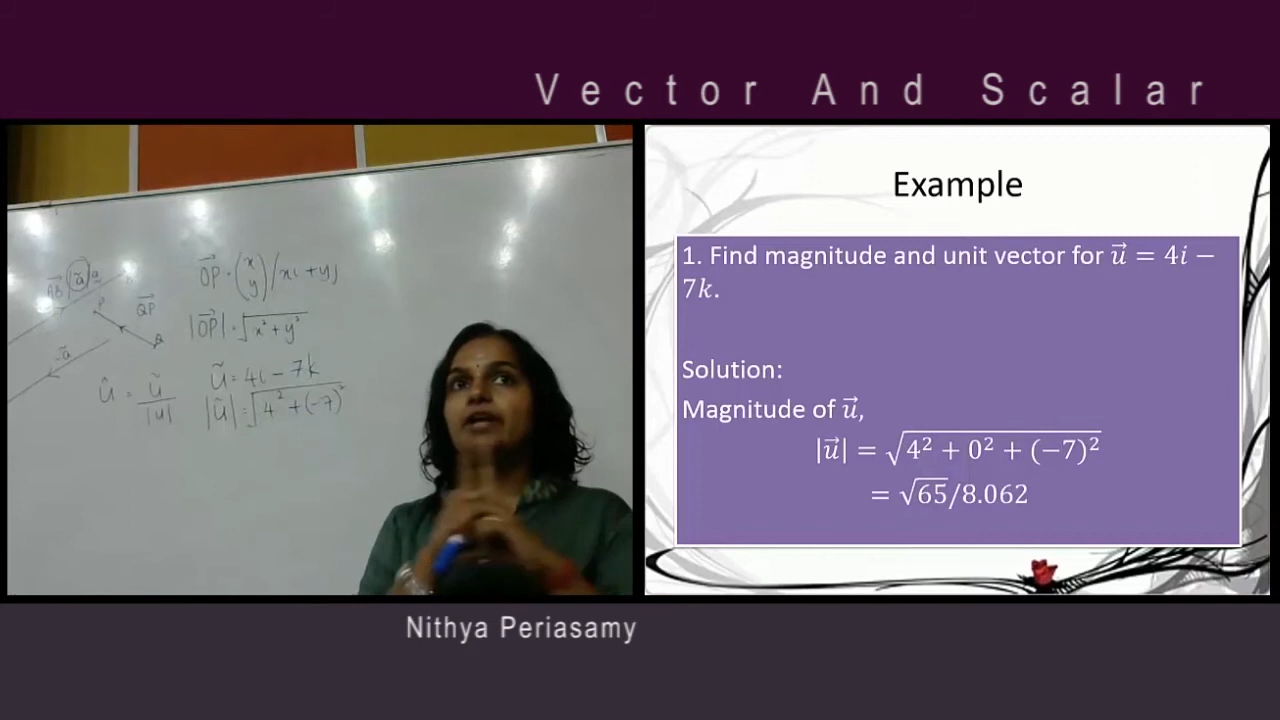 Vector And Scalar
OP = (x y) / xi + yj
AB |a| a
P
QP
|OP| = √x² + y²
Q
-a
û = ũ / |u|
ũ = 4i - 7k
|ũ| = √4² + (-7)²
Example
1. Find magnitude and unit vector for u⃗ = 4i −
7k.
Solution:
Magnitude of u⃗,
|u⃗| = √4² + 0² + (−7)²
= √65/8.062
Nithya Periasamy